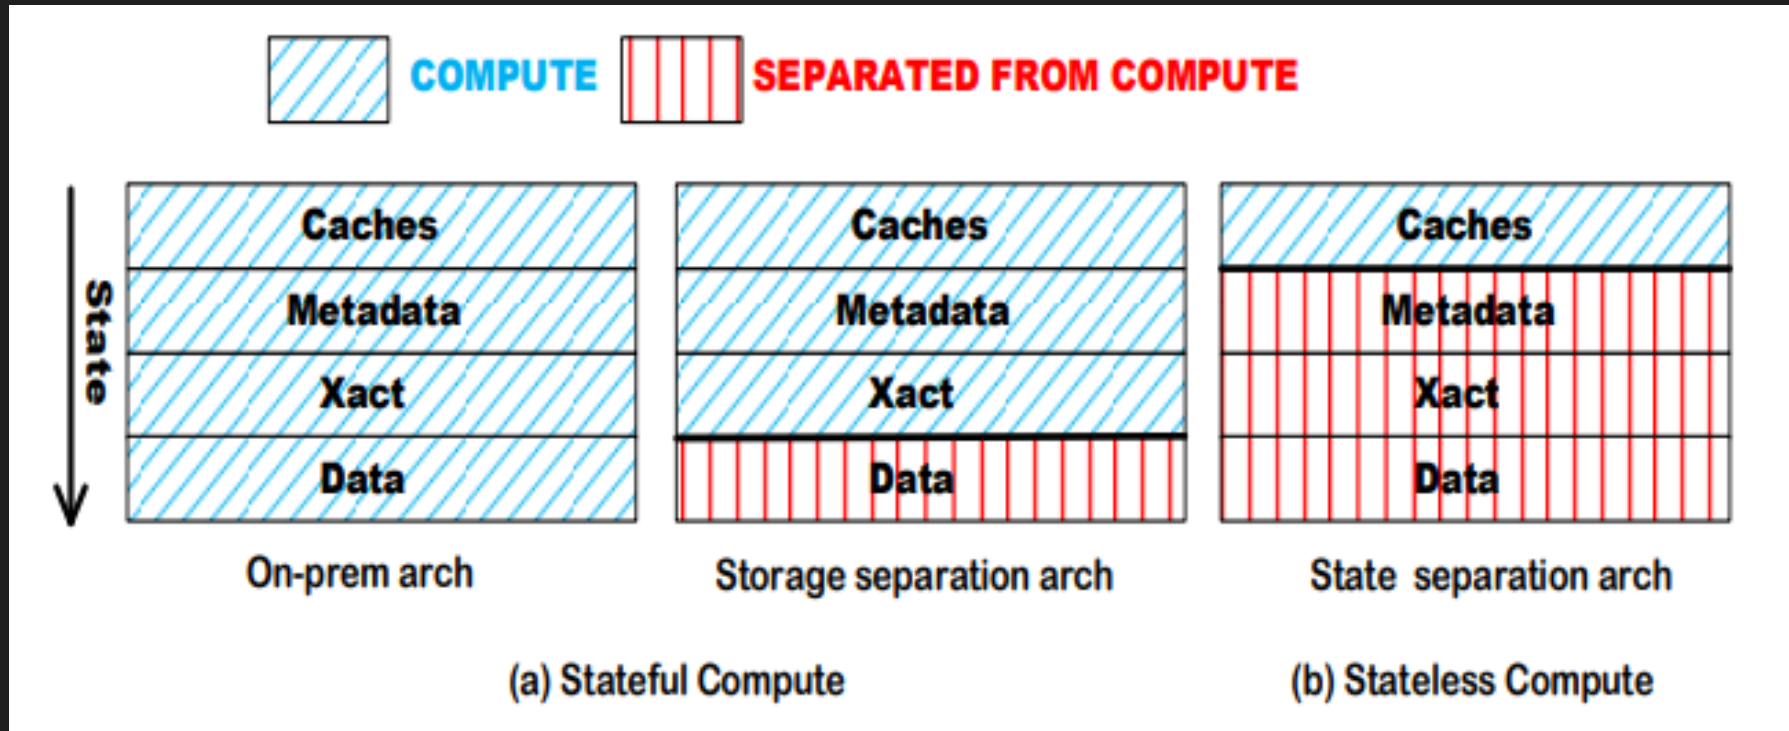 COMPUTE
SEPARATED FROM COMPUTE
State
Caches
Metadata
Xact
Data
On-prem arch
Caches
Metadata
Xact
Data
Storage separation arch
Caches
Metadata
Xact
Data
State separation arch
(a) Stateful Compute
(b) Stateless Compute